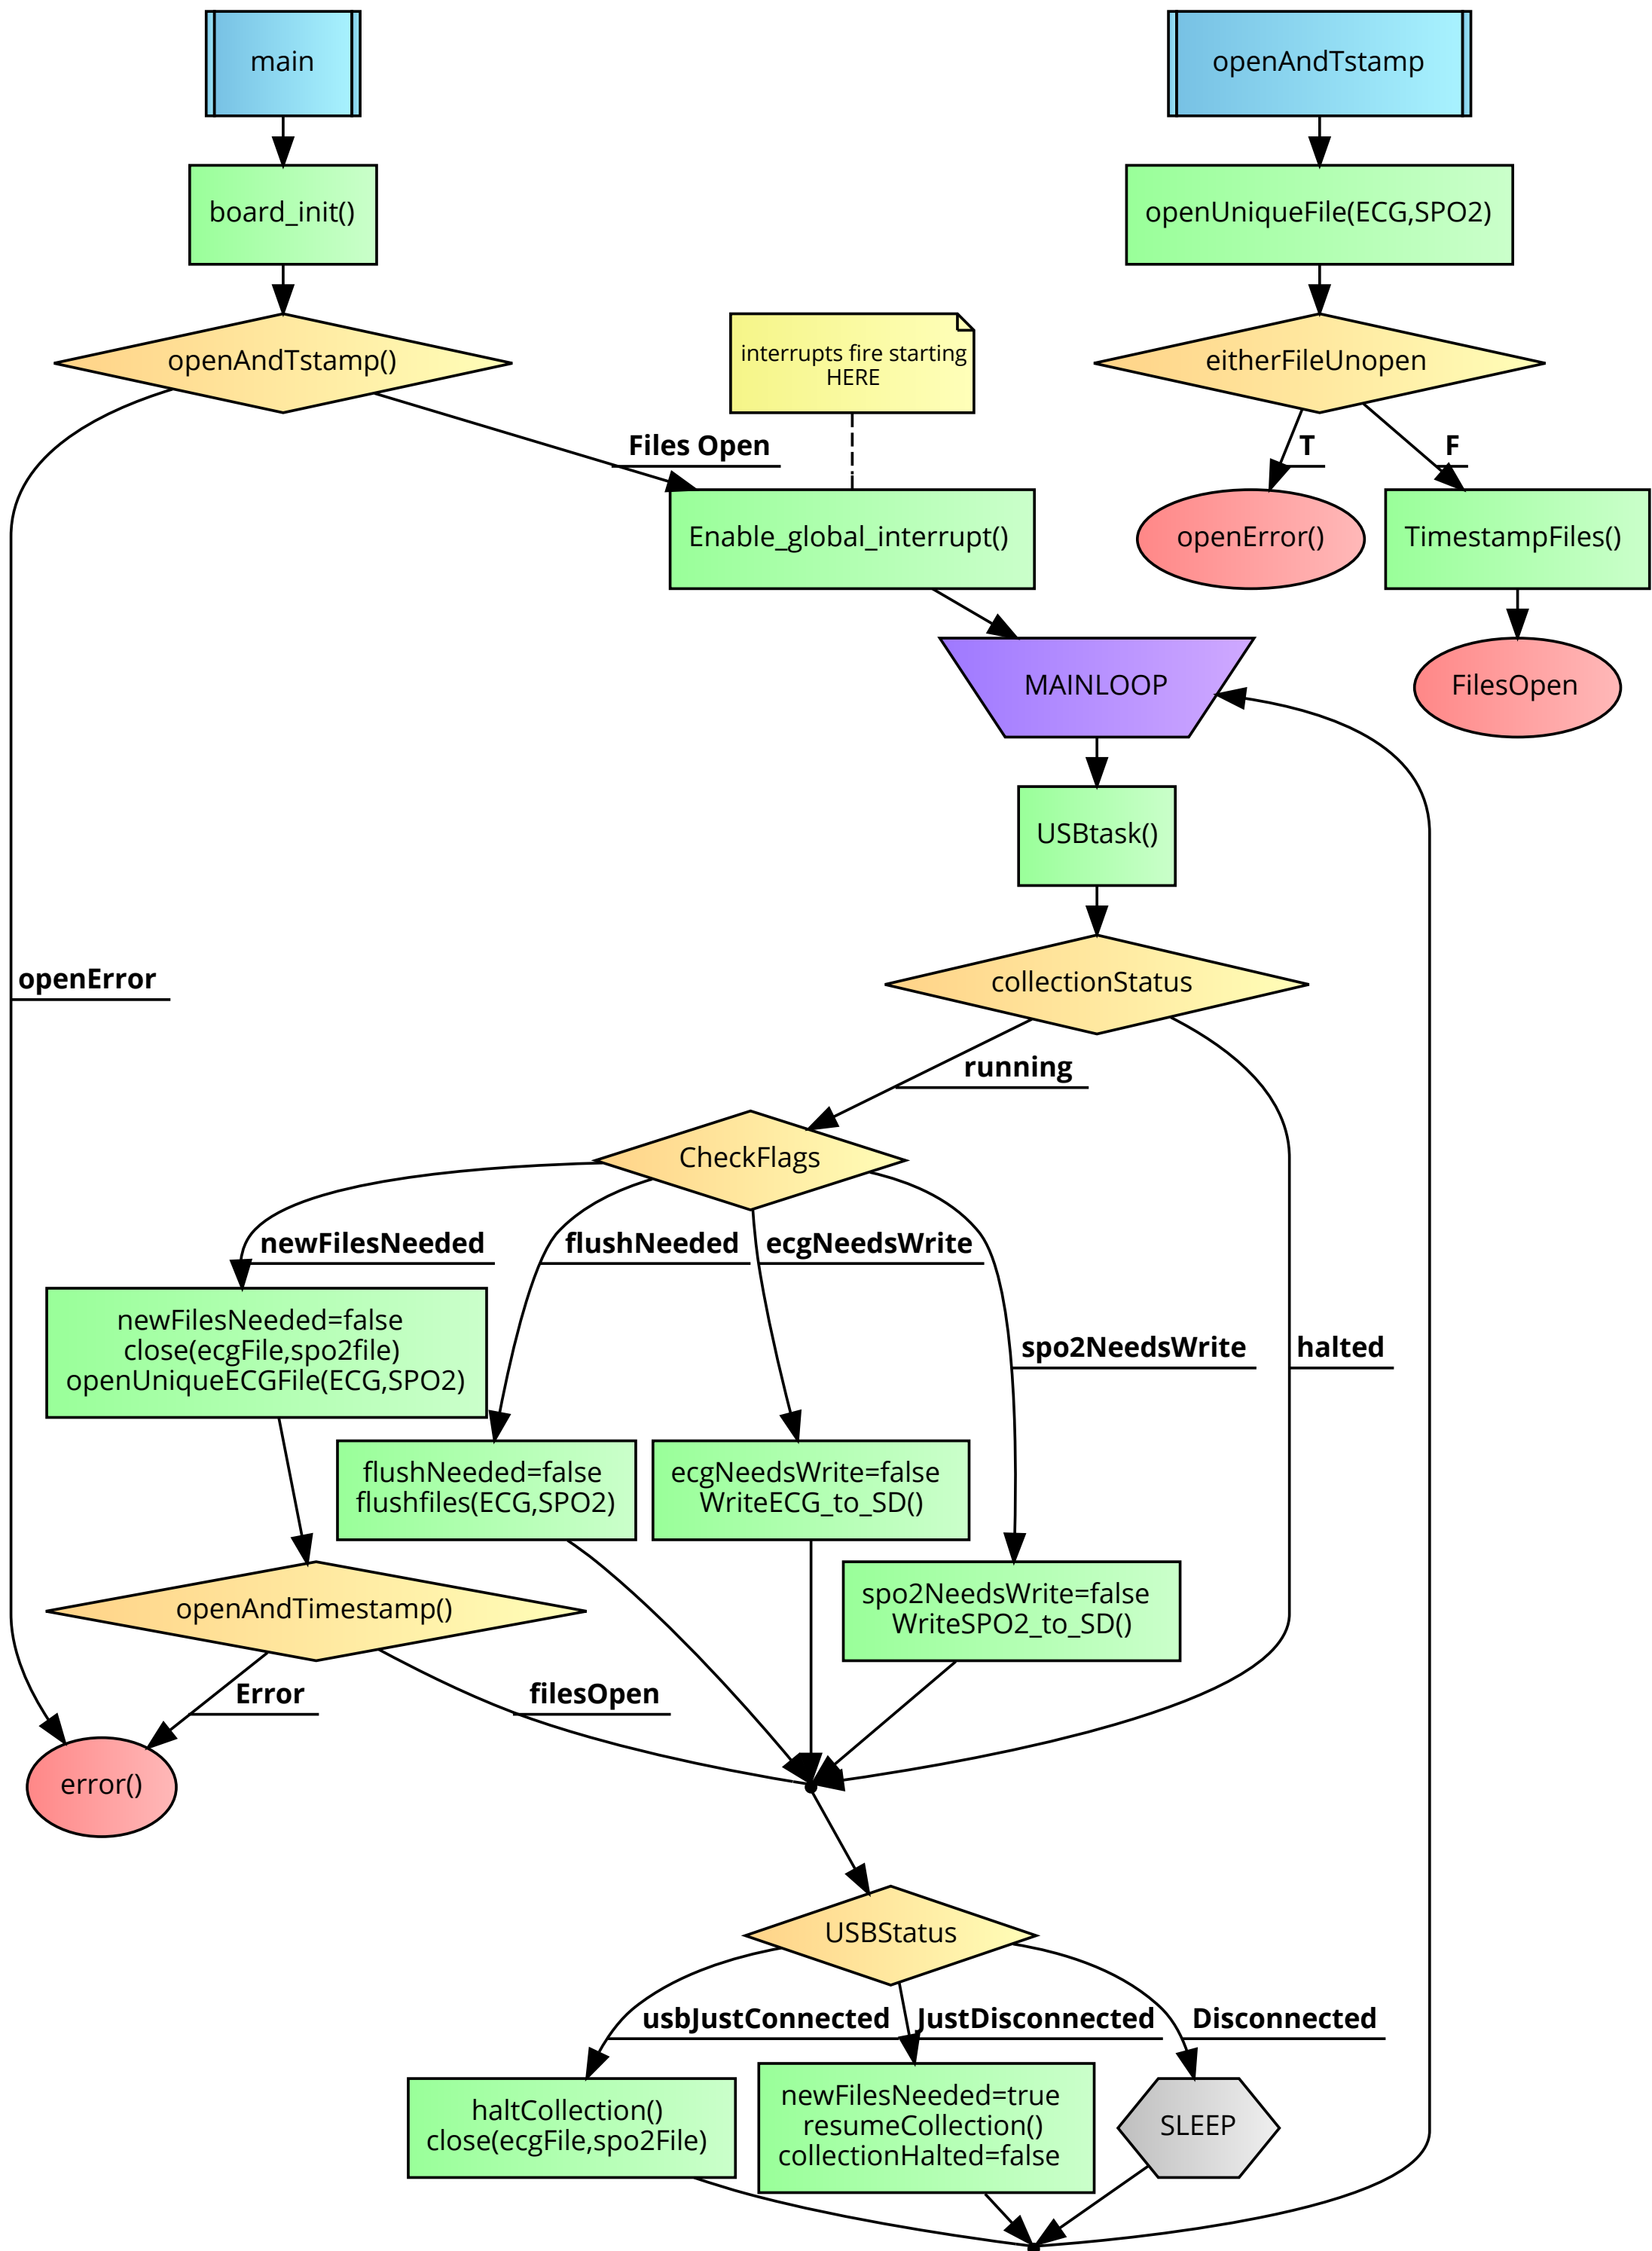 main
openAndTstamp
board_init()
openUniqueFile(ECG,SPO2)
openAndTstamp()
interrupts fire starting
HERE
eitherFileUnopen
Files Open
T
F
Enable_global_interrupt()
openError()
TimestampFiles()
MAINLOOP
FilesOpen
USBtask()
openError
collectionStatus
running
CheckFlags
newFilesNeeded
flushNeeded
ecgNeedsWrite
spo2NeedsWrite
halted
newFilesNeeded=false
close(ecgFile,spo2file)
openUniqueECGFile(ECG,SPO2)
flushNeeded=false
flushfiles(ECG,SPO2)
ecgNeedsWrite=false
WriteECG_to_SD()
spo2NeedsWrite=false
WriteSPO2_to_SD()
openAndTimestamp()
Error
filesOpen
error()
USBStatus
usbJustConnected
JustDisconnected
Disconnected
haltCollection()
close(ecgFile,spo2File)
newFilesNeeded=true
resumeCollection()
collectionHalted=false
SLEEP